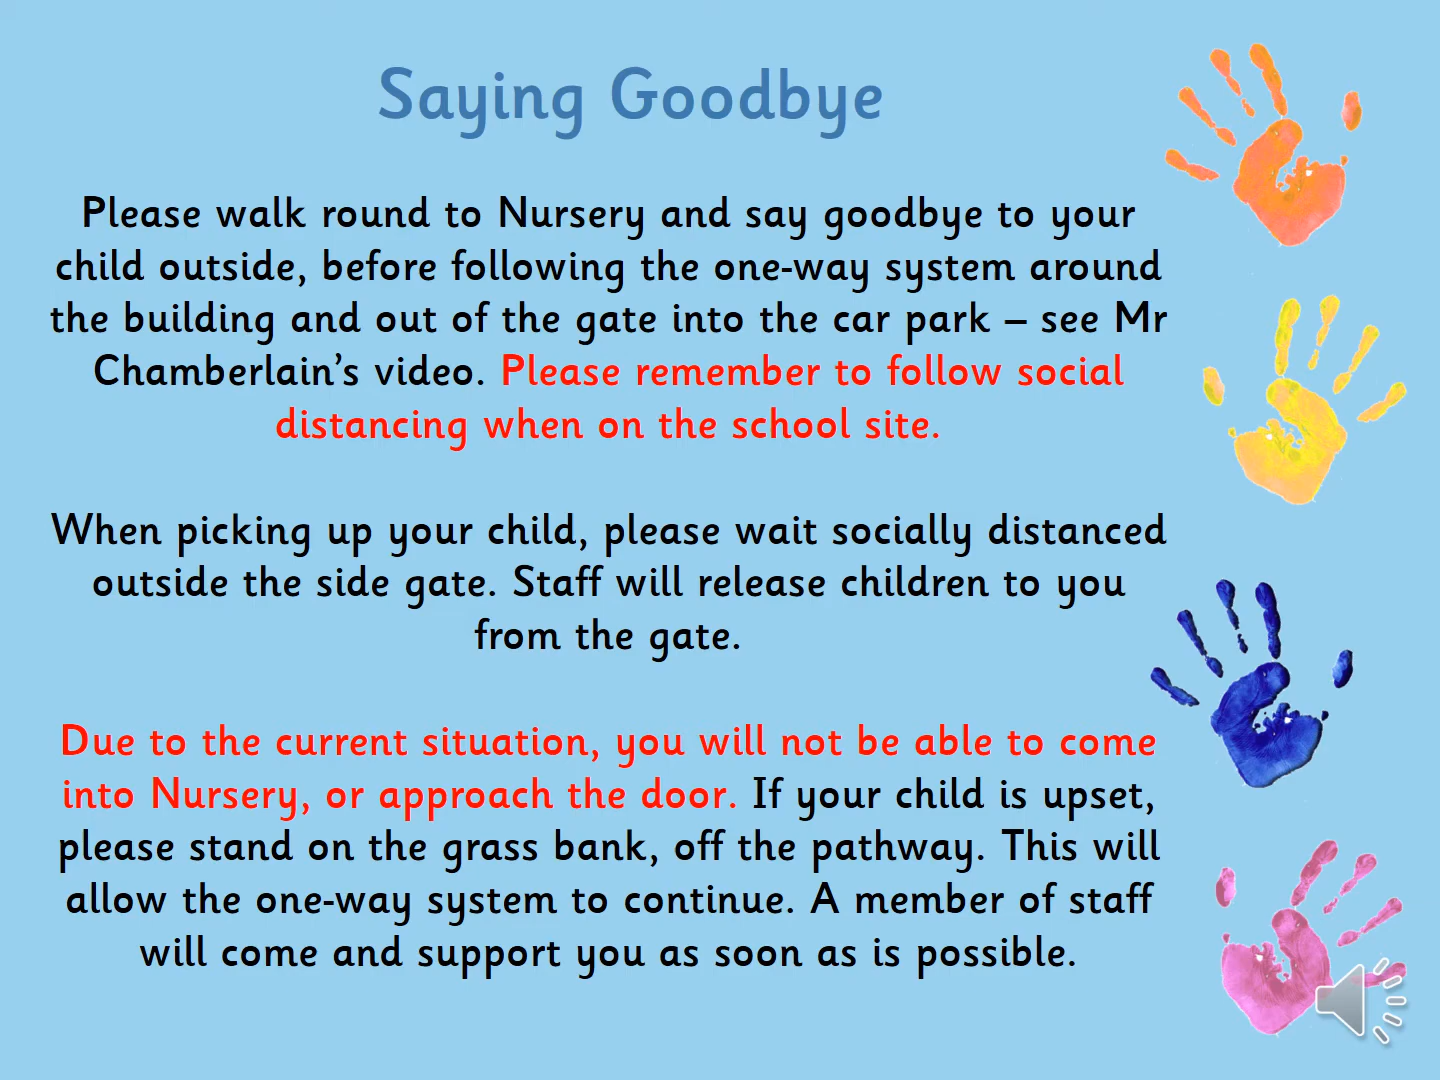 Saying Goodbye
Please walk round to Nursery and say goodbye to your
child outside, before following the one-way system around
the building and out of the gate into the car park – see Mr
Chamberlain’s video. Please remember to follow social
distancing when on the school site.
When picking up your child, please wait socially distanced
outside the side gate. Staff will release children to you
from the gate.
Due to the current situation, you will not be able to come
into Nursery, or approach the door. If your child is upset,
please stand on the grass bank, off the pathway. This will
allow the one-way system to continue. A member of staff
will come and support you as soon as is possible.